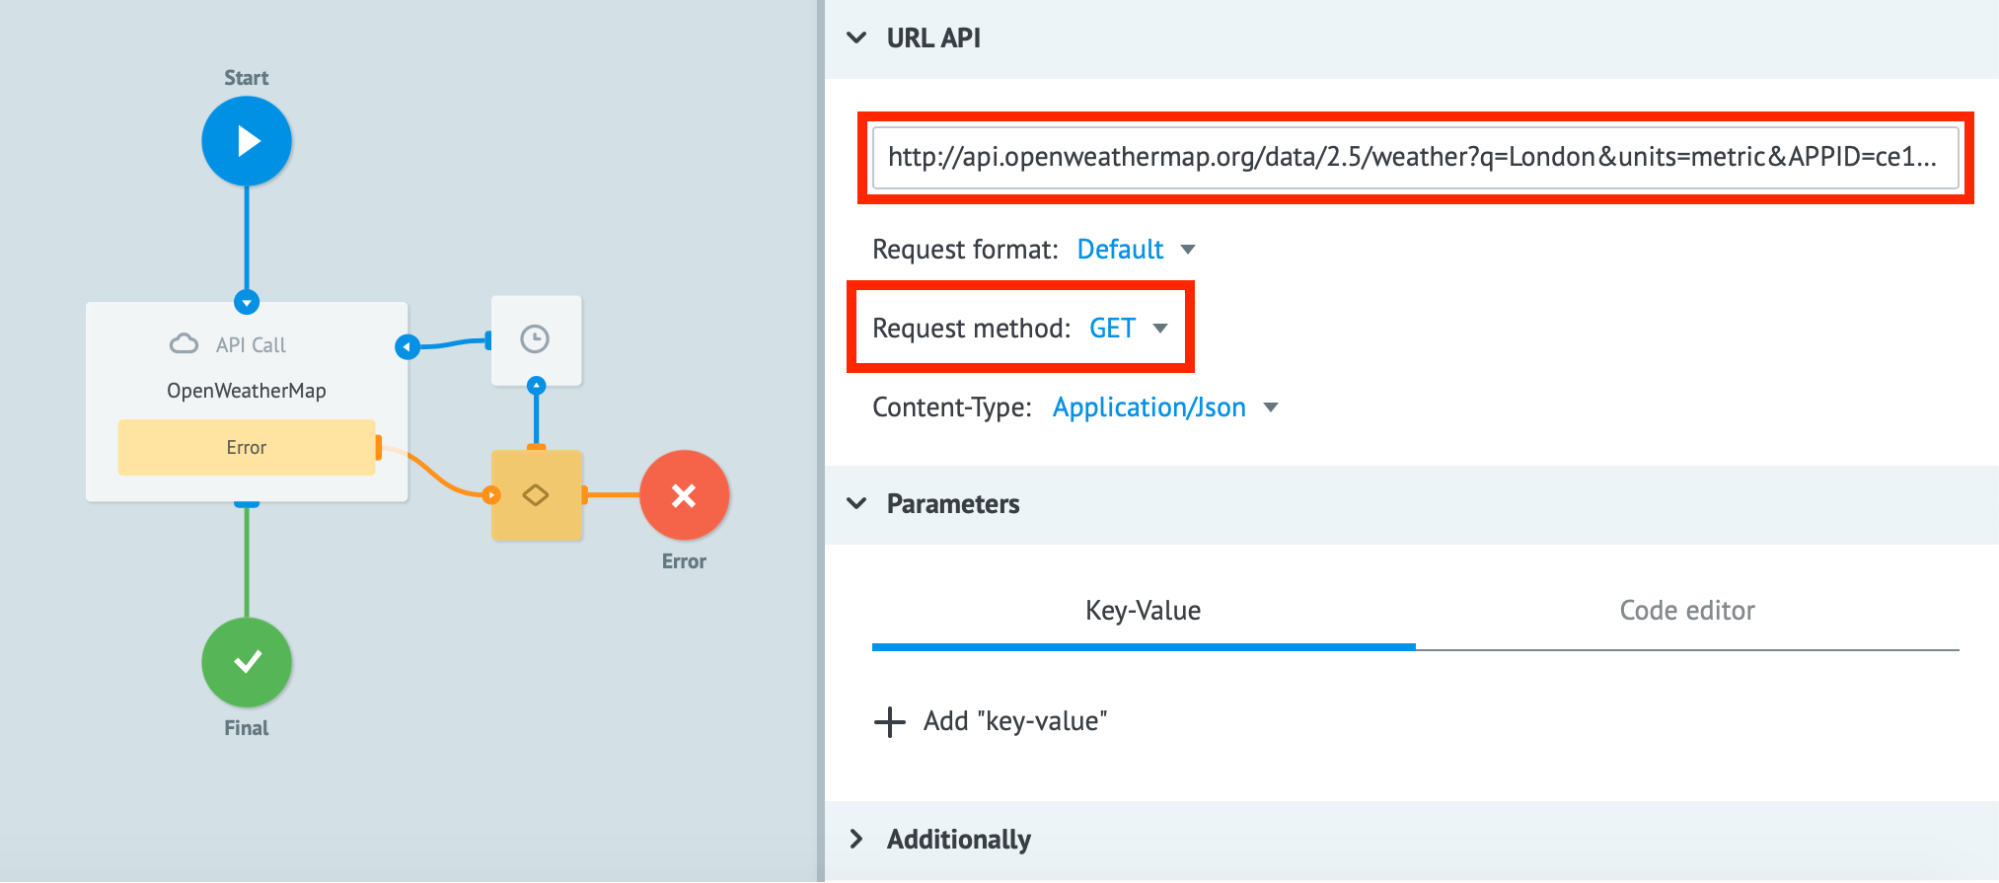 Start
API Call
OpenWeatherMap
Error
Error
Final
URL API
http://api.openweathermap.org/data/2.5/weather?q=London&units=metric&APPID=ce1...
Request format: Default
Request method: GET
Content-Type: Application/Json
Parameters
Key-Value
Code editor
Add "key-value"
Additionally